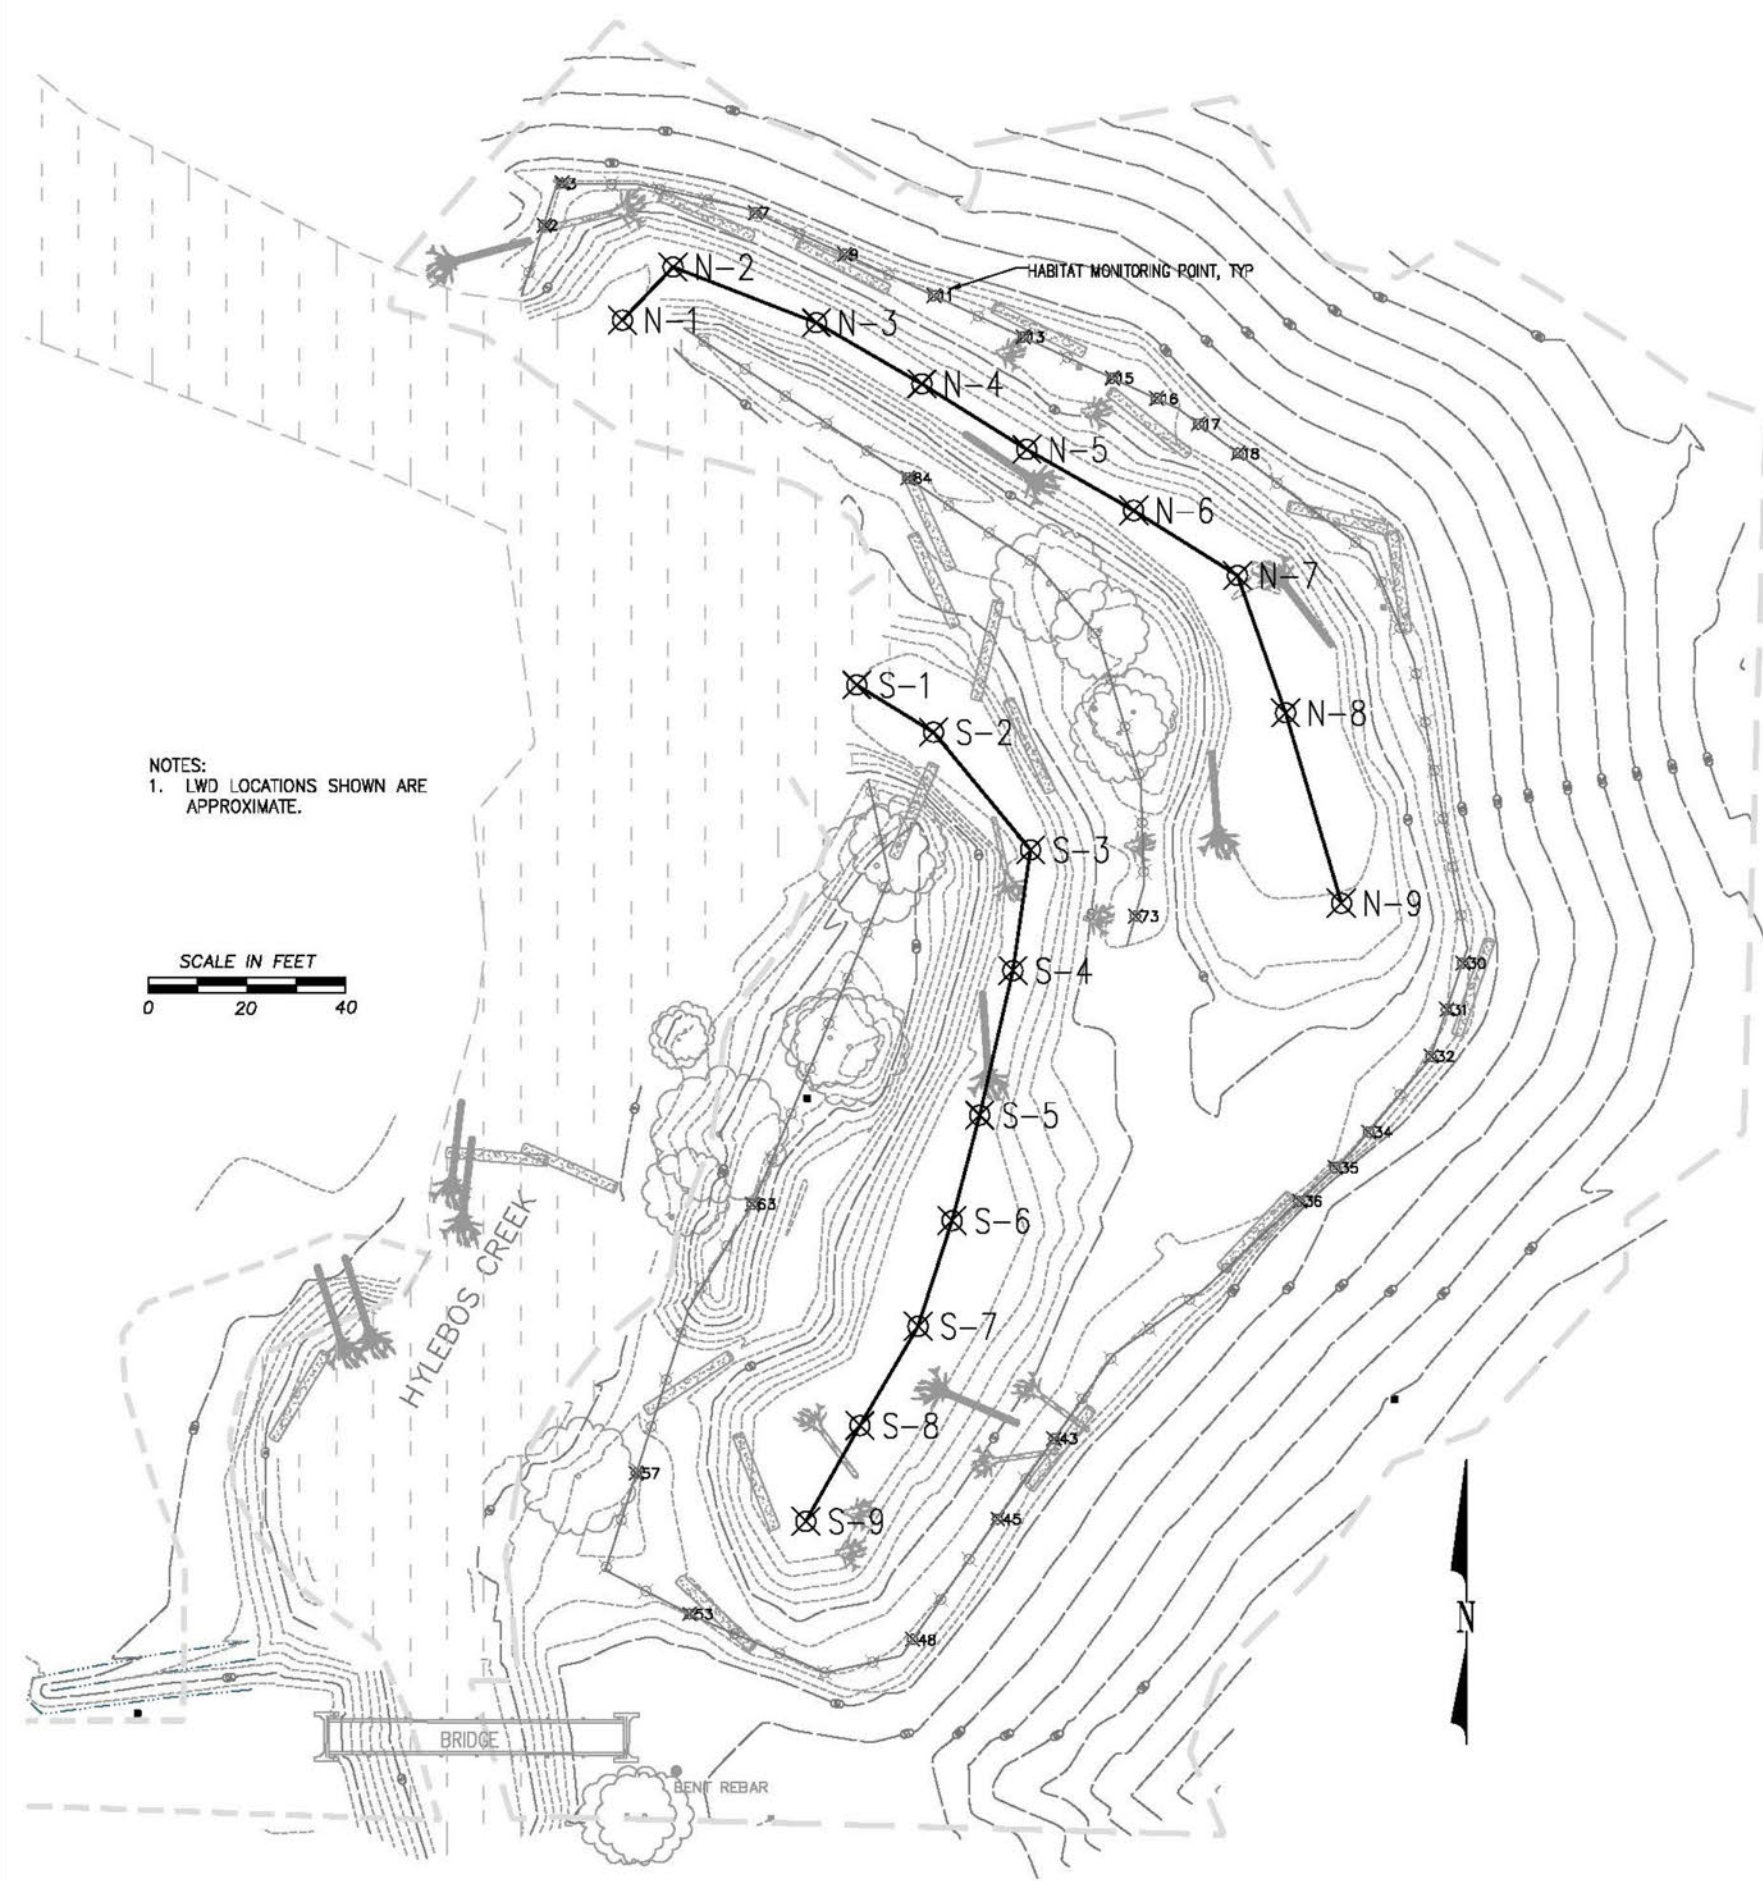 3
7
2
9
N-2
HABITAT MONITORING POINT, TYP
11
N-1
N-3
13
15
N-4
16
17
N-5
18
84
N-6
N-7
S-1
N-8
S-2
NOTES:
1. LWD LOCATIONS SHOWN ARE
APPROXIMATE.
S-3
N-9
73
SCALE IN FEET
0 20 40
S-4
30
31
32
S-5
34
35
36
63
S-6
HYLEBOS CREEK
S-7
S-8
43
57
S-9
45
53
48
N
BRIDGE
BENT REBAR